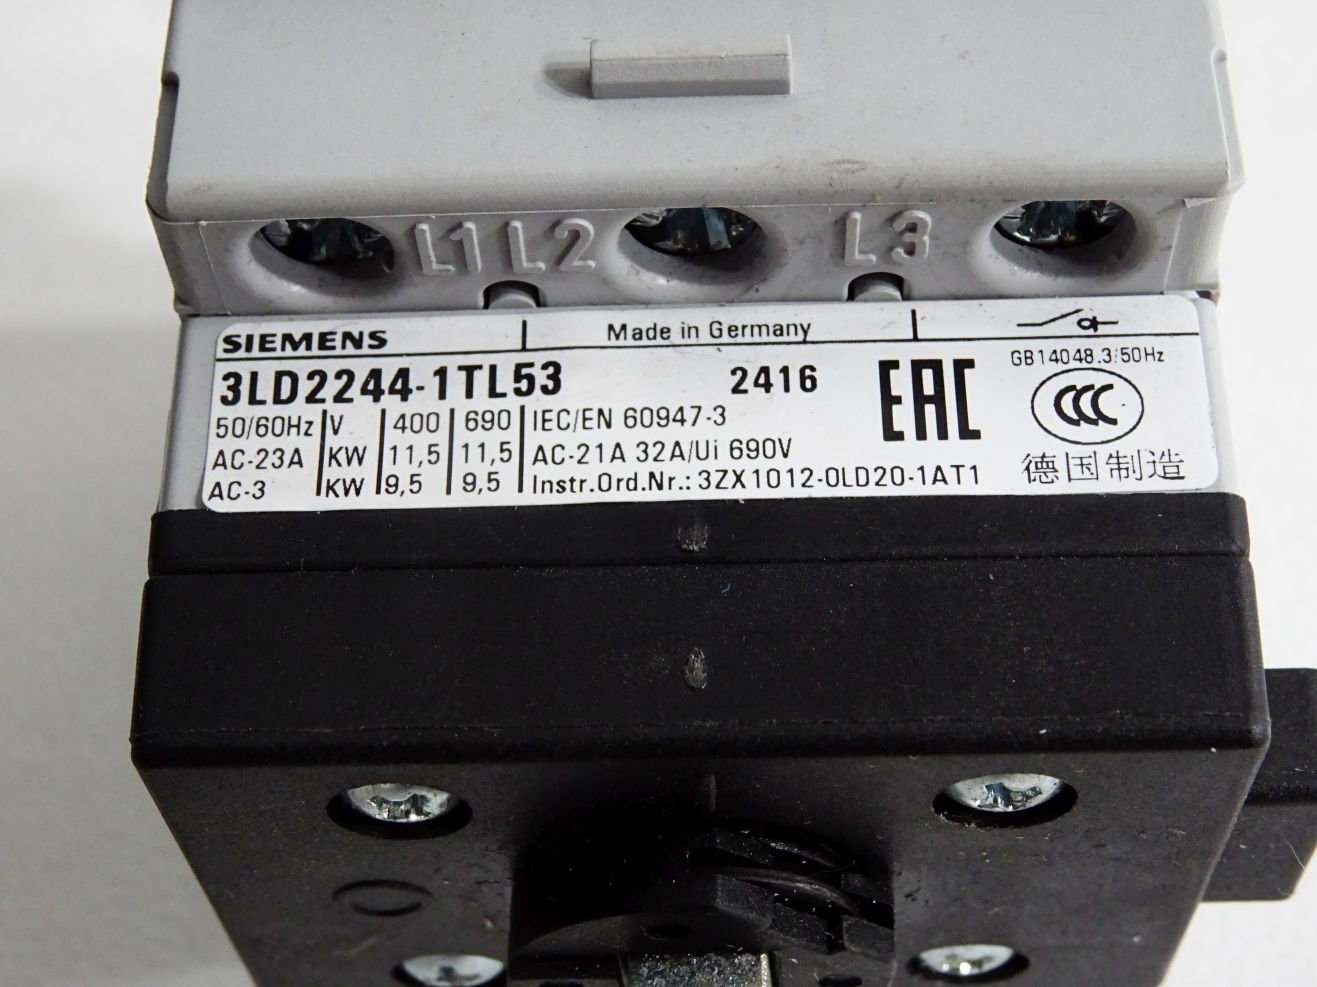 L1 L2 L3
SIEMENS Made in Germany
GB14048.3/50Hz
3LD2244-1TL53 2416 EAC CCC
50/60Hz V 400 690 IEC/EN 60947-3
AC-23A KW 11,5 11,5 AC-21A 32A/Ui 690V
AC-3 KW 9,5 9,5 Instr.Ord.Nr.: 3ZX1012-0LD20-1AT1 德国制造